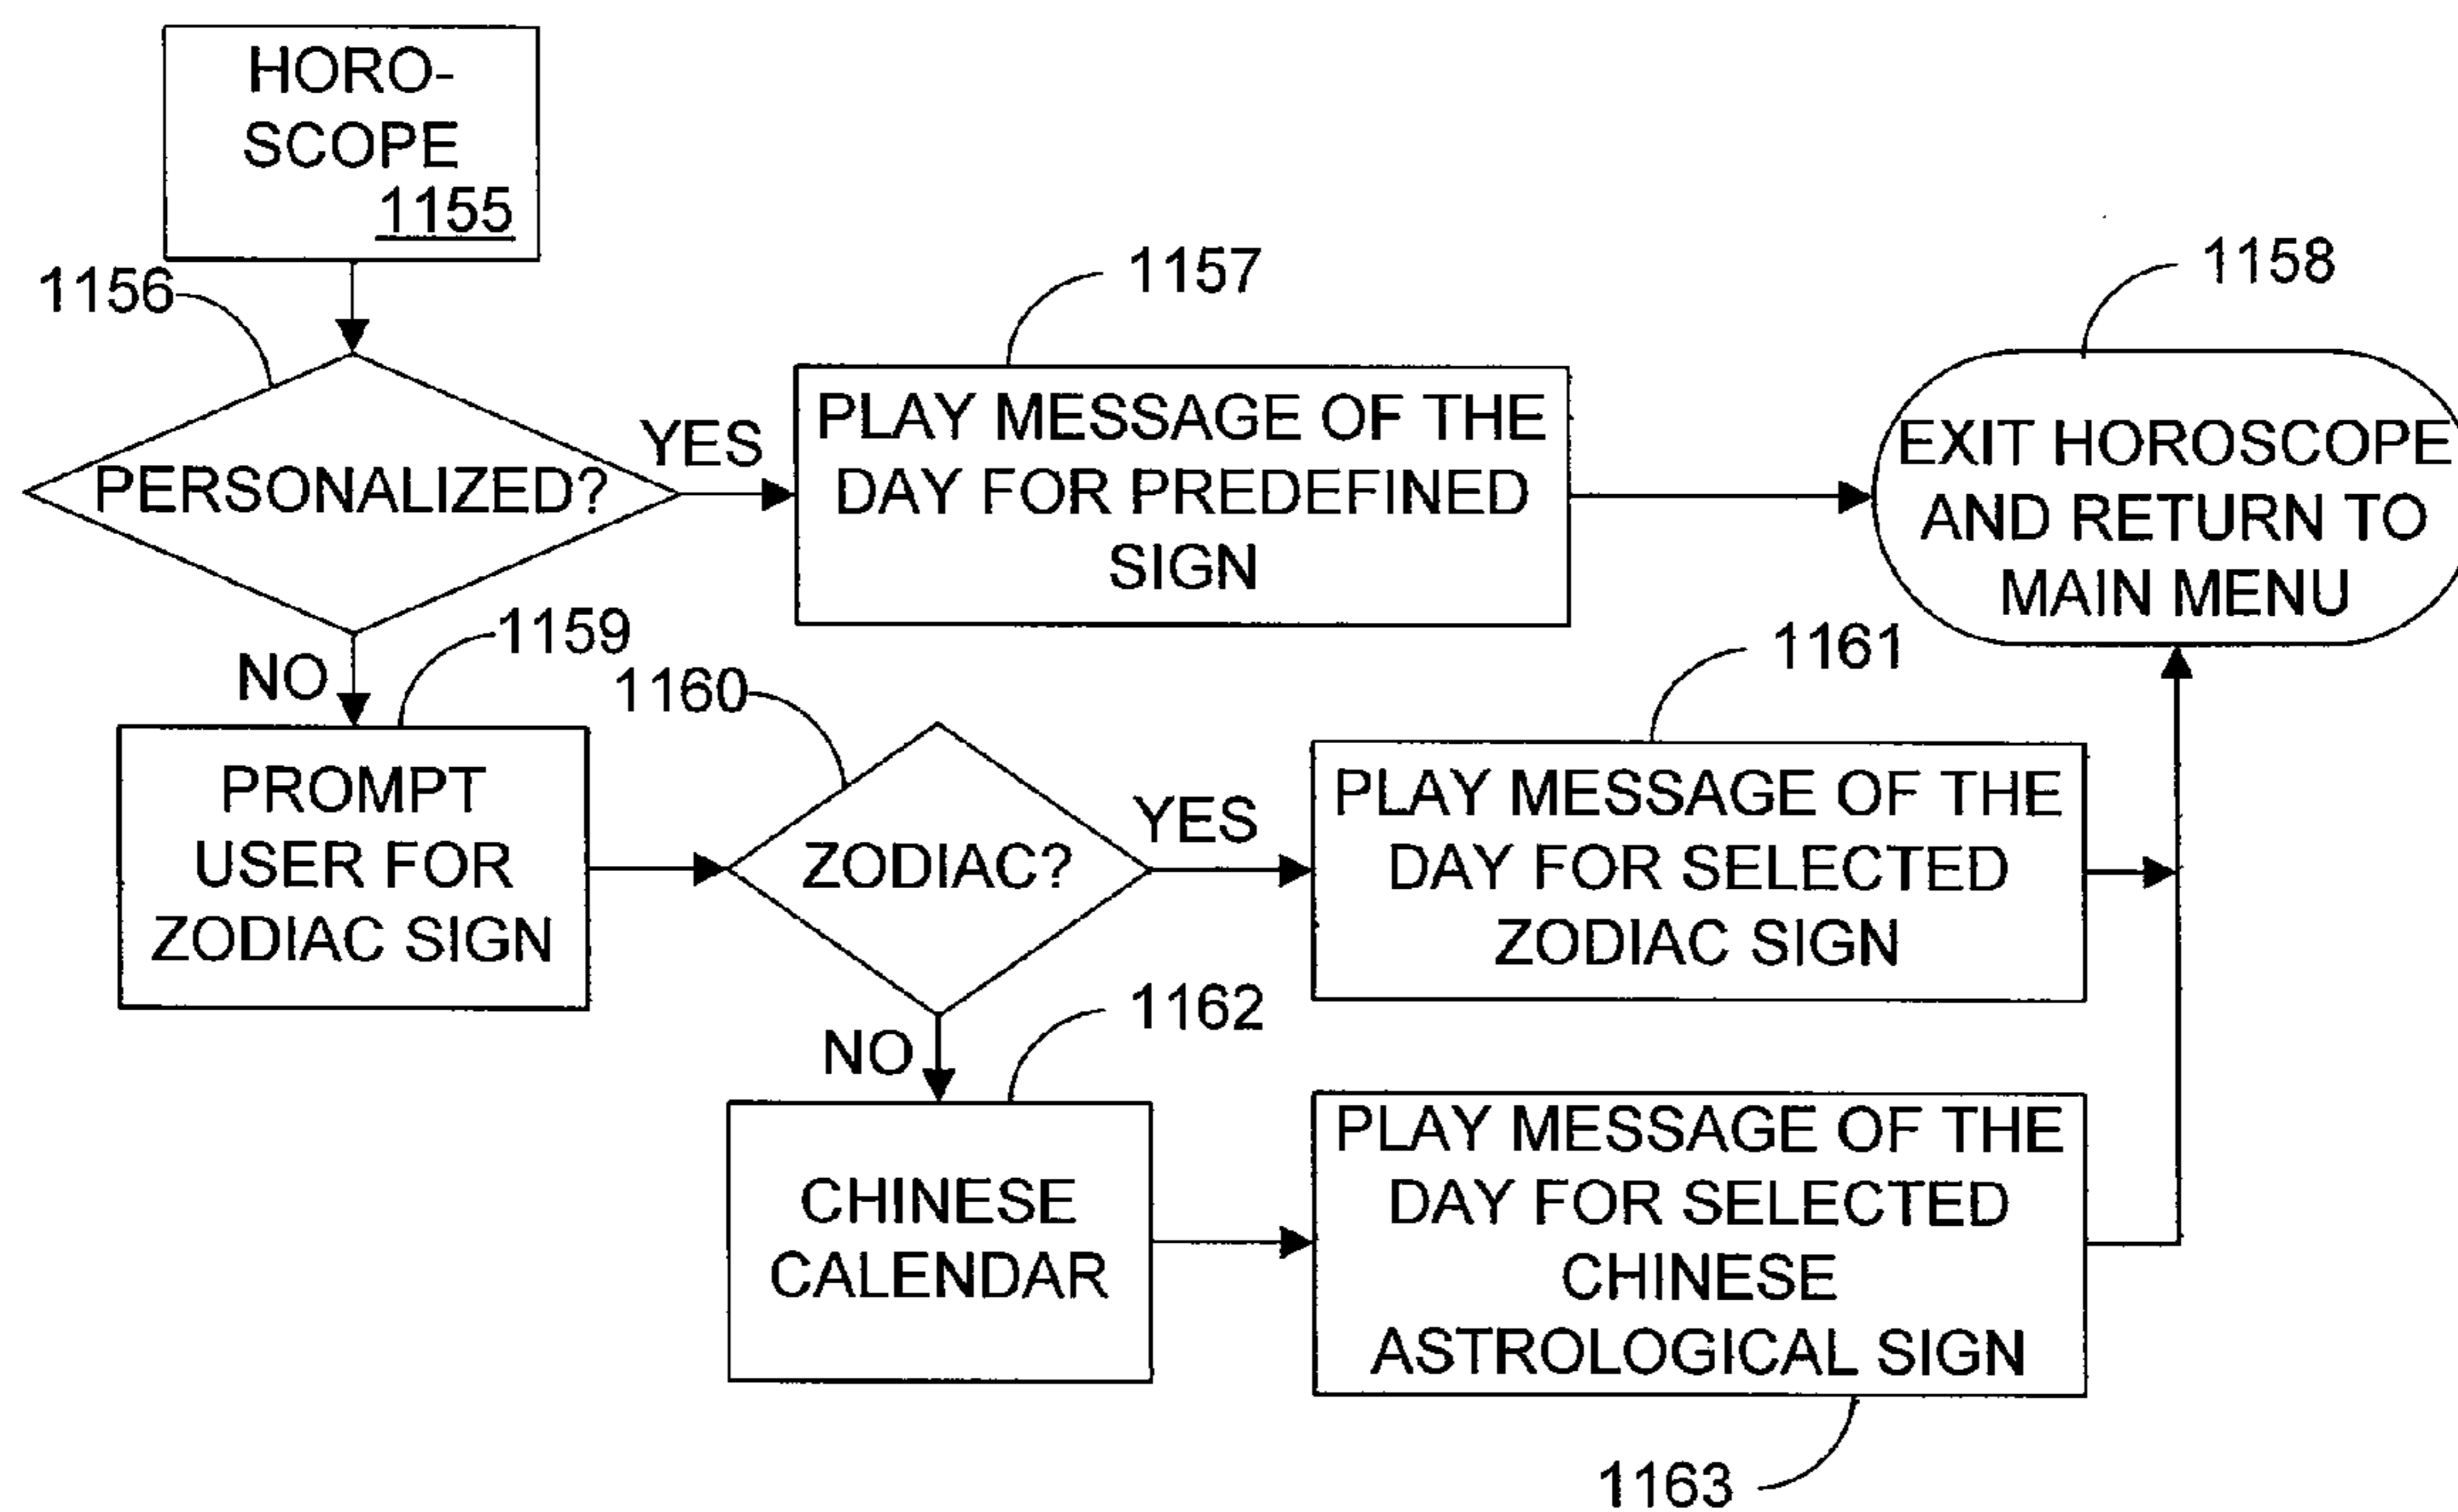 HORO-
SCOPE
1155
1156
1157
1158
PERSONALIZED?
YES
PLAY MESSAGE OF THE
DAY FOR PREDEFINED
SIGN
EXIT HOROSCOPE
AND RETURN TO
MAIN MENU
NO
1159
1160
1161
PROMPT
USER FOR
ZODIAC SIGN
ZODIAC?
YES
PLAY MESSAGE OF THE
DAY FOR SELECTED
ZODIAC SIGN
NO
1162
CHINESE
CALENDAR
PLAY MESSAGE OF THE
DAY FOR SELECTED
CHINESE
ASTROLOGICAL SIGN
1163